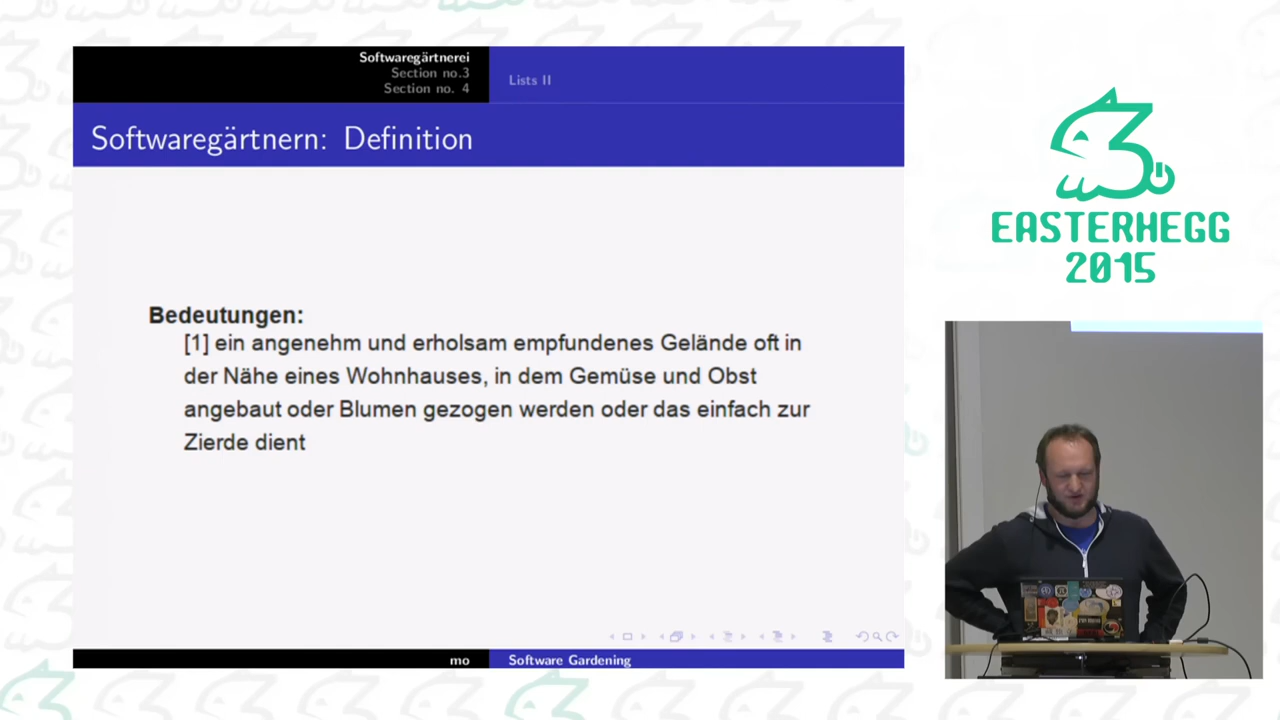 Softwaregärtnerei
Section no.3
Section no. 4
Lists II
Softwaregärtnern: Definition
Bedeutungen:
[1] ein angenehm und erholsam empfundenes Gelände oft in
der Nähe eines Wohnhauses, in dem Gemüse und Obst
angebaut oder Blumen gezogen werden oder das einfach zur
Zierde dient
mo
Software Gardening
EASTERHEGG
2015